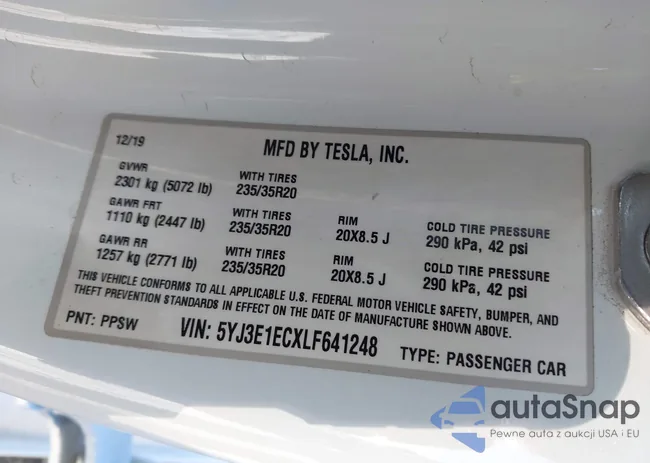 12/19 MFD BY TESLA, INC.
GVWR
2301 kg (5072 lb) WITH TIRES 235/35R20
GAWR FRT
1110 kg (2447 lb) WITH TIRES 235/35R20 RIM 20X8.5 J COLD TIRE PRESSURE 290 kPa, 42 psi
GAWR RR
1257 kg (2771 lb) WITH TIRES 235/35R20 RIM 20X8.5 J COLD TIRE PRESSURE 290 kPa, 42 psi
THIS VEHICLE CONFORMS TO ALL APPLICABLE U.S. FEDERAL MOTOR VEHICLE SAFETY, BUMPER, AND
THEFT PREVENTION STANDARDS IN EFFECT ON THE DATE OF MANUFACTURE SHOWN ABOVE.
PNT: PPSW VIN: 5YJ3E1ECXLF641248 TYPE: PASSENGER CAR
autaSnap
Pewne auta z aukcji USA i EU